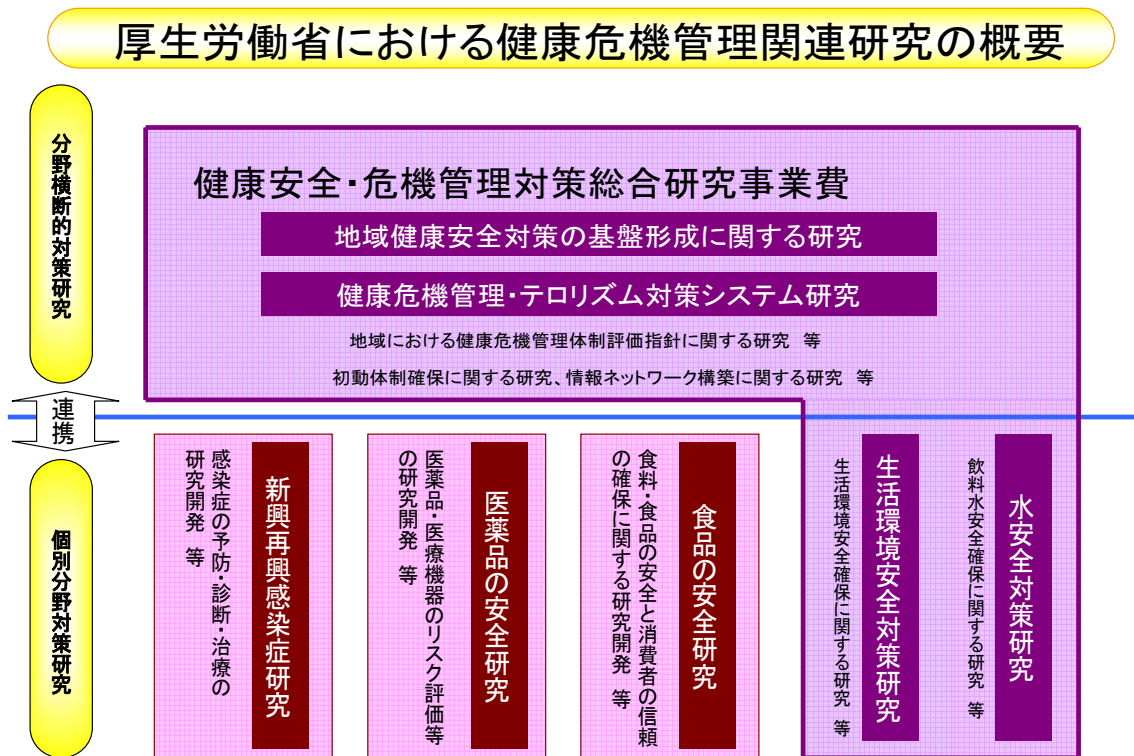 厚生労働省における健康危機管理関連研究の概要
分野横断的対策研究
健康安全・危機管理対策総合研究事業費
地域健康安全対策の基盤形成に関する研究
健康危機管理・テロリズム対策システム研究
地域における健康危機管理体制評価指針に関する研究　等
初動体制確保に関する研究、情報ネットワーク構築に関する研究　等
連携
個別分野対策研究
新興再興感染症研究
感染症の予防・診断・治療の
研究開発　等
医薬品の安全研究
医薬品・医療機器のリスク評価等
の研究開発　等
食品の安全研究
食料・食品の安全と消費者の信頼
の確保に関する研究開発　等
生活環境安全対策研究
生活環境安全確保に関する研究　等
水安全対策研究
飲料水安全確保に関する研究　等